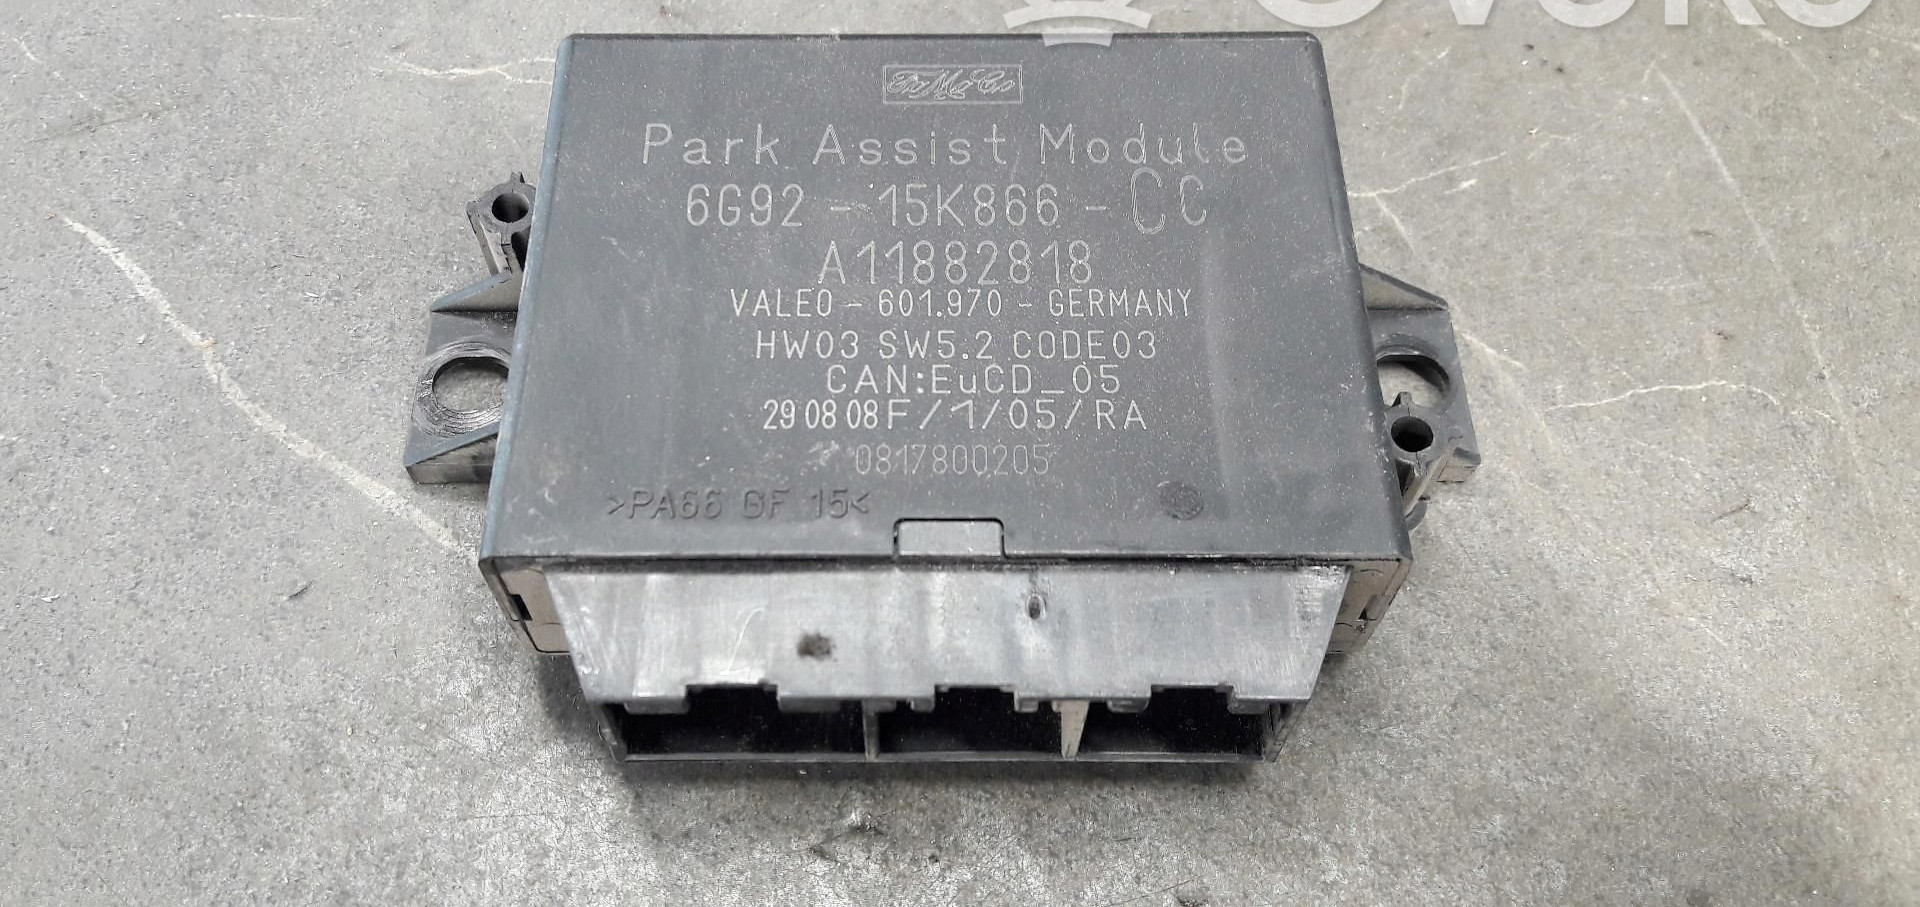 FoMoCo
Park Assist Module
6G92 - 15K866 - CC
A11882818
VALEO - 601.970 - GERMANY
HW03 SW5.2 CODE03
CAN:EuCD_05
29 08 08 F/1/05/RA
0817800205
>PA66 GF 15<